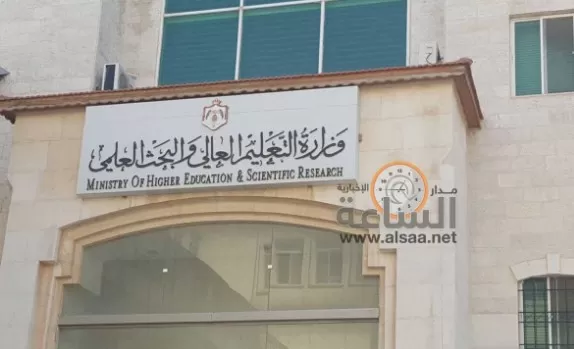 وزارة التعليم العالي والبحث العلمي
MINISTRY OF HIGHER EDUCATION & SCIENTIFIC RESEARCH
مدار الإخبارية
الساعة
www.alsaa.net